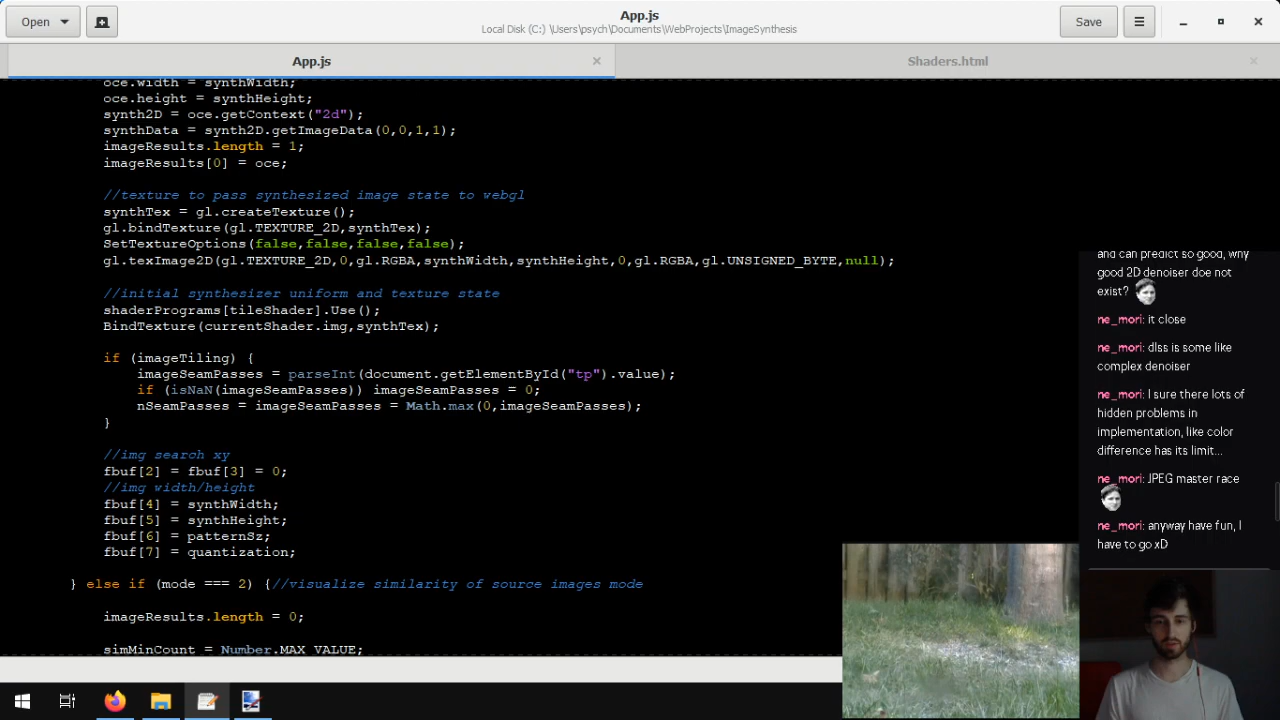 Open
App.js
Local Disk (C:) \Users\psych\Documents\WebProjects\ImageSynthesis
Save
App.js
Shaders.html
oce.width = synthWidth;
oce.height = synthHeight;
synth2D = oce.getContext("2d");
synthData = synth2D.getImageData(0,0,1,1);
imageResults.length = 1;
imageResults[0] = oce;
//texture to pass synthesized image state to webgl
synthTex = gl.createTexture();
gl.bindTexture(gl.TEXTURE_2D,synthTex);
SetTextureOptions(false,false,false,false);
gl.texImage2D(gl.TEXTURE_2D,0,gl.RGBA,synthWidth,synthHeight,0,gl.RGBA,gl.UNSIGNED_BYTE,null);
//initial synthesizer uniform and texture state
shaderPrograms[tileShader].Use();
BindTexture(currentShader.img,synthTex);
if (imageTiling) {
imageSeamPasses = parseInt(document.getElementById("tp").value);
if (isNaN(imageSeamPasses)) imageSeamPasses = 0;
nSeamPasses = imageSeamPasses = Math.max(0,imageSeamPasses);
}
//img search xy
fbuf[2] = fbuf[3] = 0;
//img width/height
fbuf[4] = synthWidth;
fbuf[5] = synthHeight;
fbuf[6] = patternSz;
fbuf[7] = quantization;
} else if (mode === 2) {//visualize similarity of source images mode
imageResults.length = 0;
simMinCount = Number.MAX_VALUE;
and can predict so good, why
good 2D denoiser doe not
exist?
ne_mori: it close
ne_mori: dlss is some like
complex denoiser
ne_mori: I sure there lots of
hidden problems in
implementation, like color
difference has its limit...
ne_mori: JPEG master race
ne_mori: anyway have fun, I
have to go xD